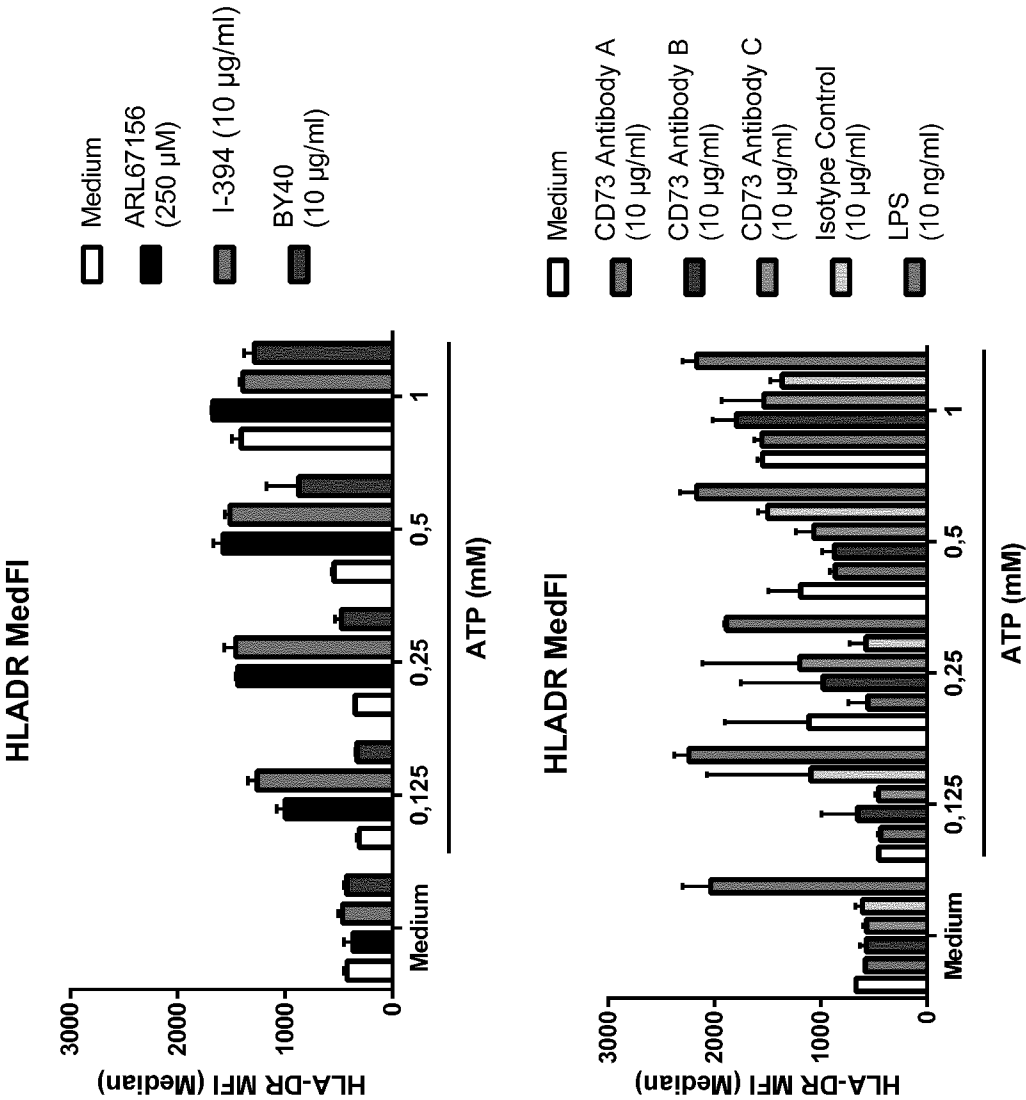 HLADR MedFI
HLA-DR MFI (Median)
3000
2000
1000
0
Medium
0,125
0,25
0,5
1
ATP (mM)
Medium
ARL67156
(250 µM)
I-394 (10 µg/ml)
BY40
(10 µg/ml)
HLADR MedFI
HLA-DR MFI (Median)
30000
20000
10000
0
Medium
0,125
0,25
0,5
1
ATP (mM)
Medium
CD73 Antibody A
(10 µg/ml)
CD73 Antibody B
(10 µg/ml)
CD73 Antibody C
(10 µg/ml)
Isotype Control
(10 µg/ml)
LPS
(10 ng/ml)